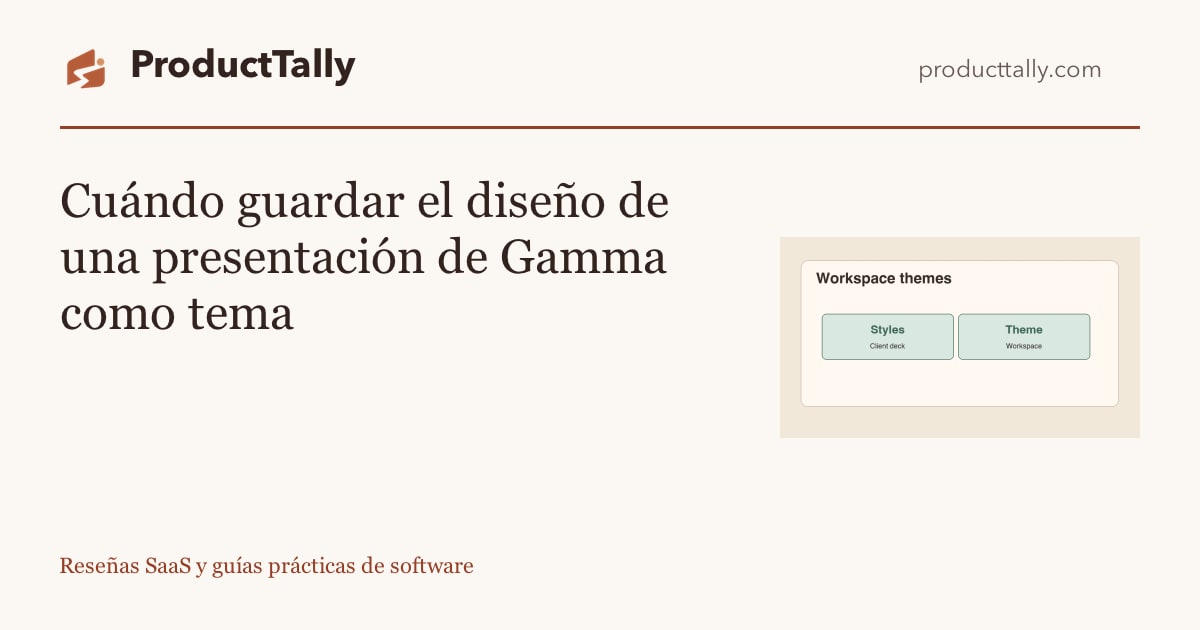 ProductTally
producttally.com
Cuándo guardar el diseño de
una presentación de Gamma
como tema
Workspace themes
Styles
Client deck
Theme
Workspace
Reseñas SaaS y guías prácticas de software